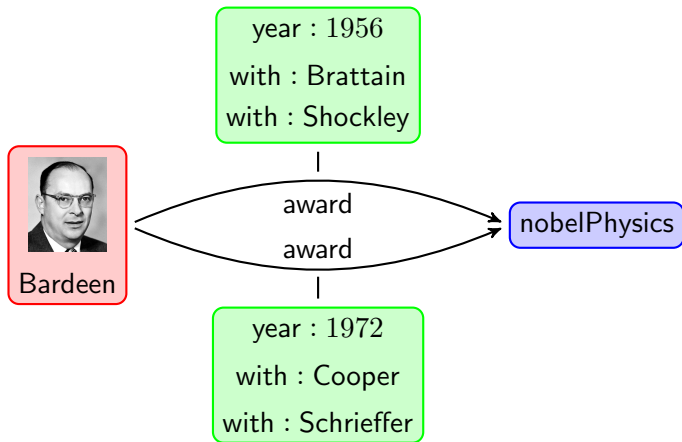 year : 1956
with : Brattain
with : Shockley
award
nobelPhysics
award
Bardeen
year : 1972
with : Cooper
with : Schrieffer